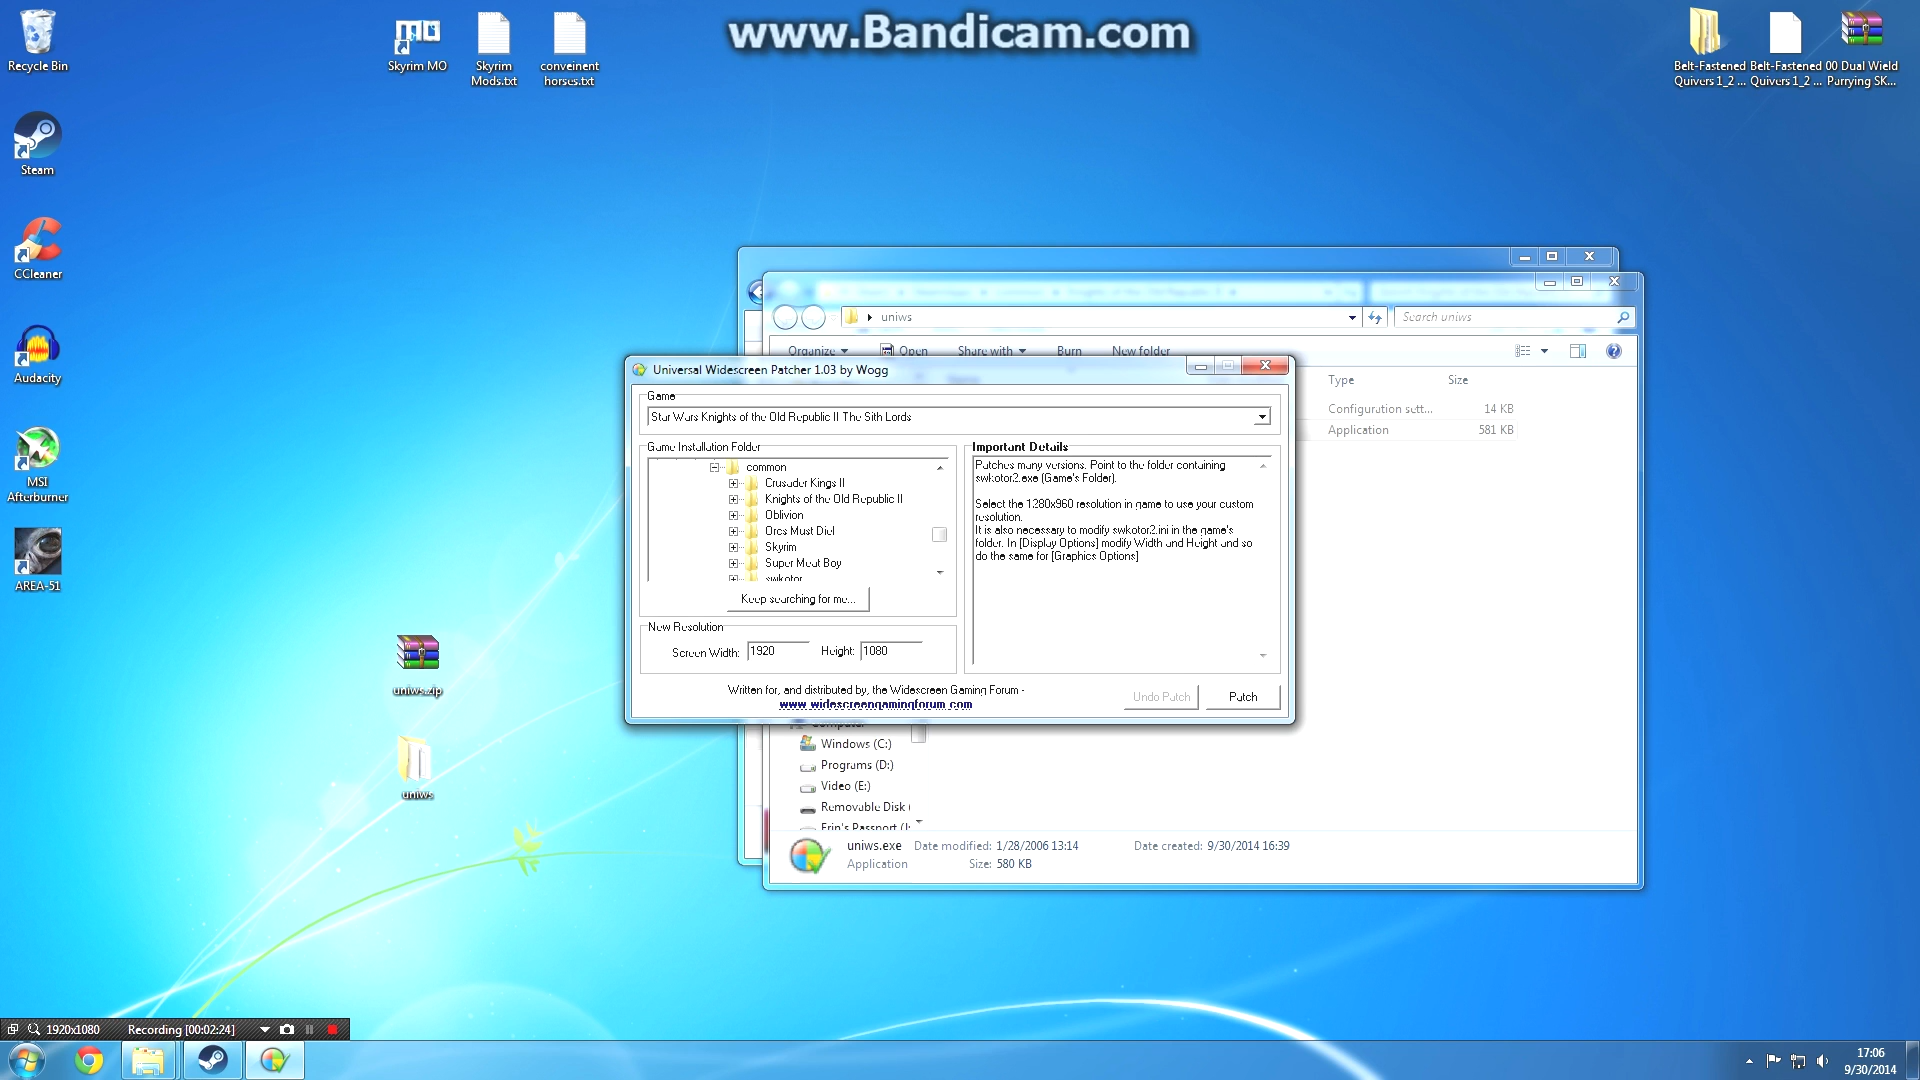 www.Bandicam.com
Recycle Bin
Skyrim MO
Skyrim
Mods.txt
conveinent
horses.txt
Belt-Fastened
Quivers 1_2 ...
Belt-Fastened
Quivers 1_2 ...
00 Dual Wield
Parrying SK...
Steam
CCleaner
Audacity
MSI
Afterburner
AREA-51
uniws.zip
uniws
uniws
Search uniws
Organize
Open
Share with
Burn
New folder
Type
Size
Configuration sett...
14 KB
Application
581 KB
Universal Widescreen Patcher 1.03 by Wogg
Game
Star Wars Knights of the Old Republic II The Sith Lords
Game Installation Folder
common
Crusader Kings II
Knights of the Old Republic II
Oblivion
Orcs Must Die!
Skyrim
Super Meat Boy
swkotor
Keep searching for me...
New Resolution
Screen Width:
1920
Height:
1080
Important Details
Patches many versions. Point to the folder containing
swkotor2.exe (Game's Folder).
Select the 1280x960 resolution in game to use your custom
resolution.
It is also necessary to modify swkotor2.ini in the game's
folder. In [Display Options] modify Width and Height and so
do the same for [Graphics Options]
Written for, and distributed by, the Widescreen Gaming Forum -
www.widescreengamingforum.com
Undo Patch
Patch
Computer
Windows (C:)
Programs (D:)
Video (E:)
Removable Disk (
Erin's Passport (J:
uniws.exe
Date modified: 1/28/2006 13:14
Date created: 9/30/2014 16:39
Application
Size: 580 KB
1920x1080
Recording [00:02:24]
17:06
9/30/2014